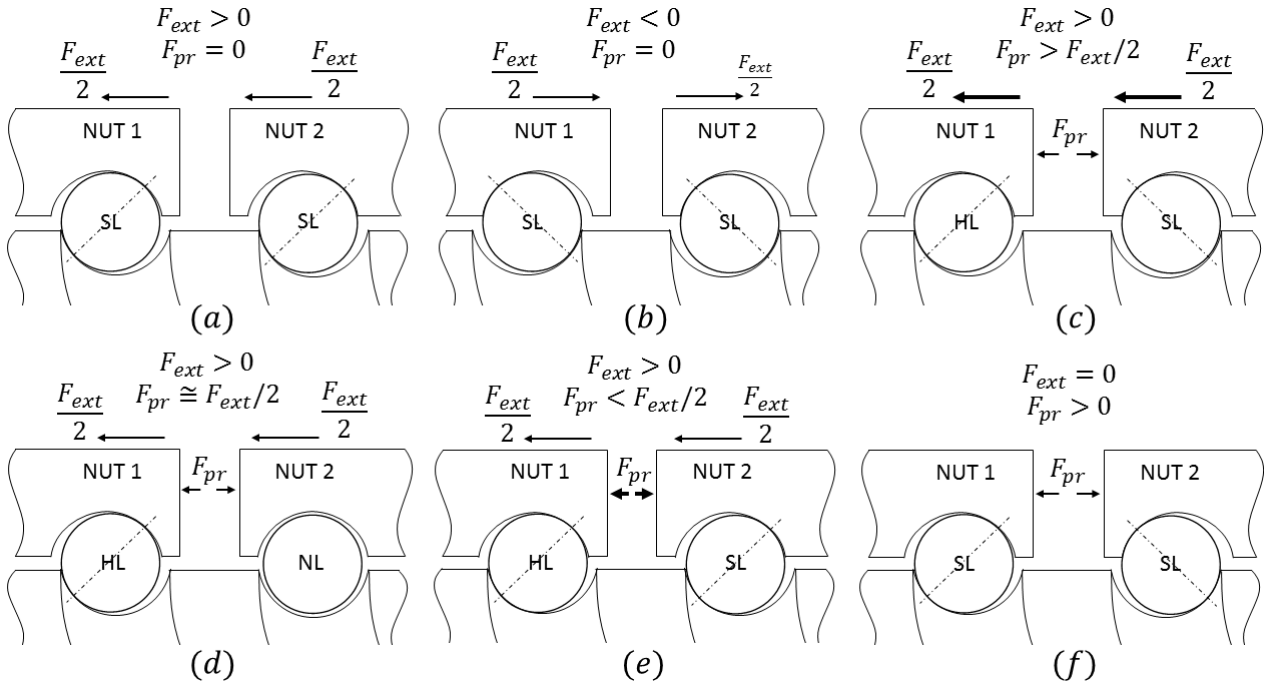 F_ext > 0
F_pr = 0
F_ext/2
F_ext/2
NUT 1
NUT 2
SL
SL
(a)
F_ext < 0
F_pr = 0
F_ext/2
F_ext/2
NUT 1
NUT 2
SL
SL
(b)
F_ext > 0
F_pr > F_ext/2
F_ext/2
F_ext/2
NUT 1
F_pr
NUT 2
HL
SL
(c)
F_ext > 0
F_pr ≅ F_ext/2
F_ext/2
F_ext/2
NUT 1
F_pr
NUT 2
HL
NL
(d)
F_ext > 0
F_pr < F_ext/2
F_ext/2
F_ext/2
NUT 1
F_pr
NUT 2
HL
SL
(e)
F_ext = 0
F_pr > 0
NUT 1
F_pr
NUT 2
SL
SL
(f)